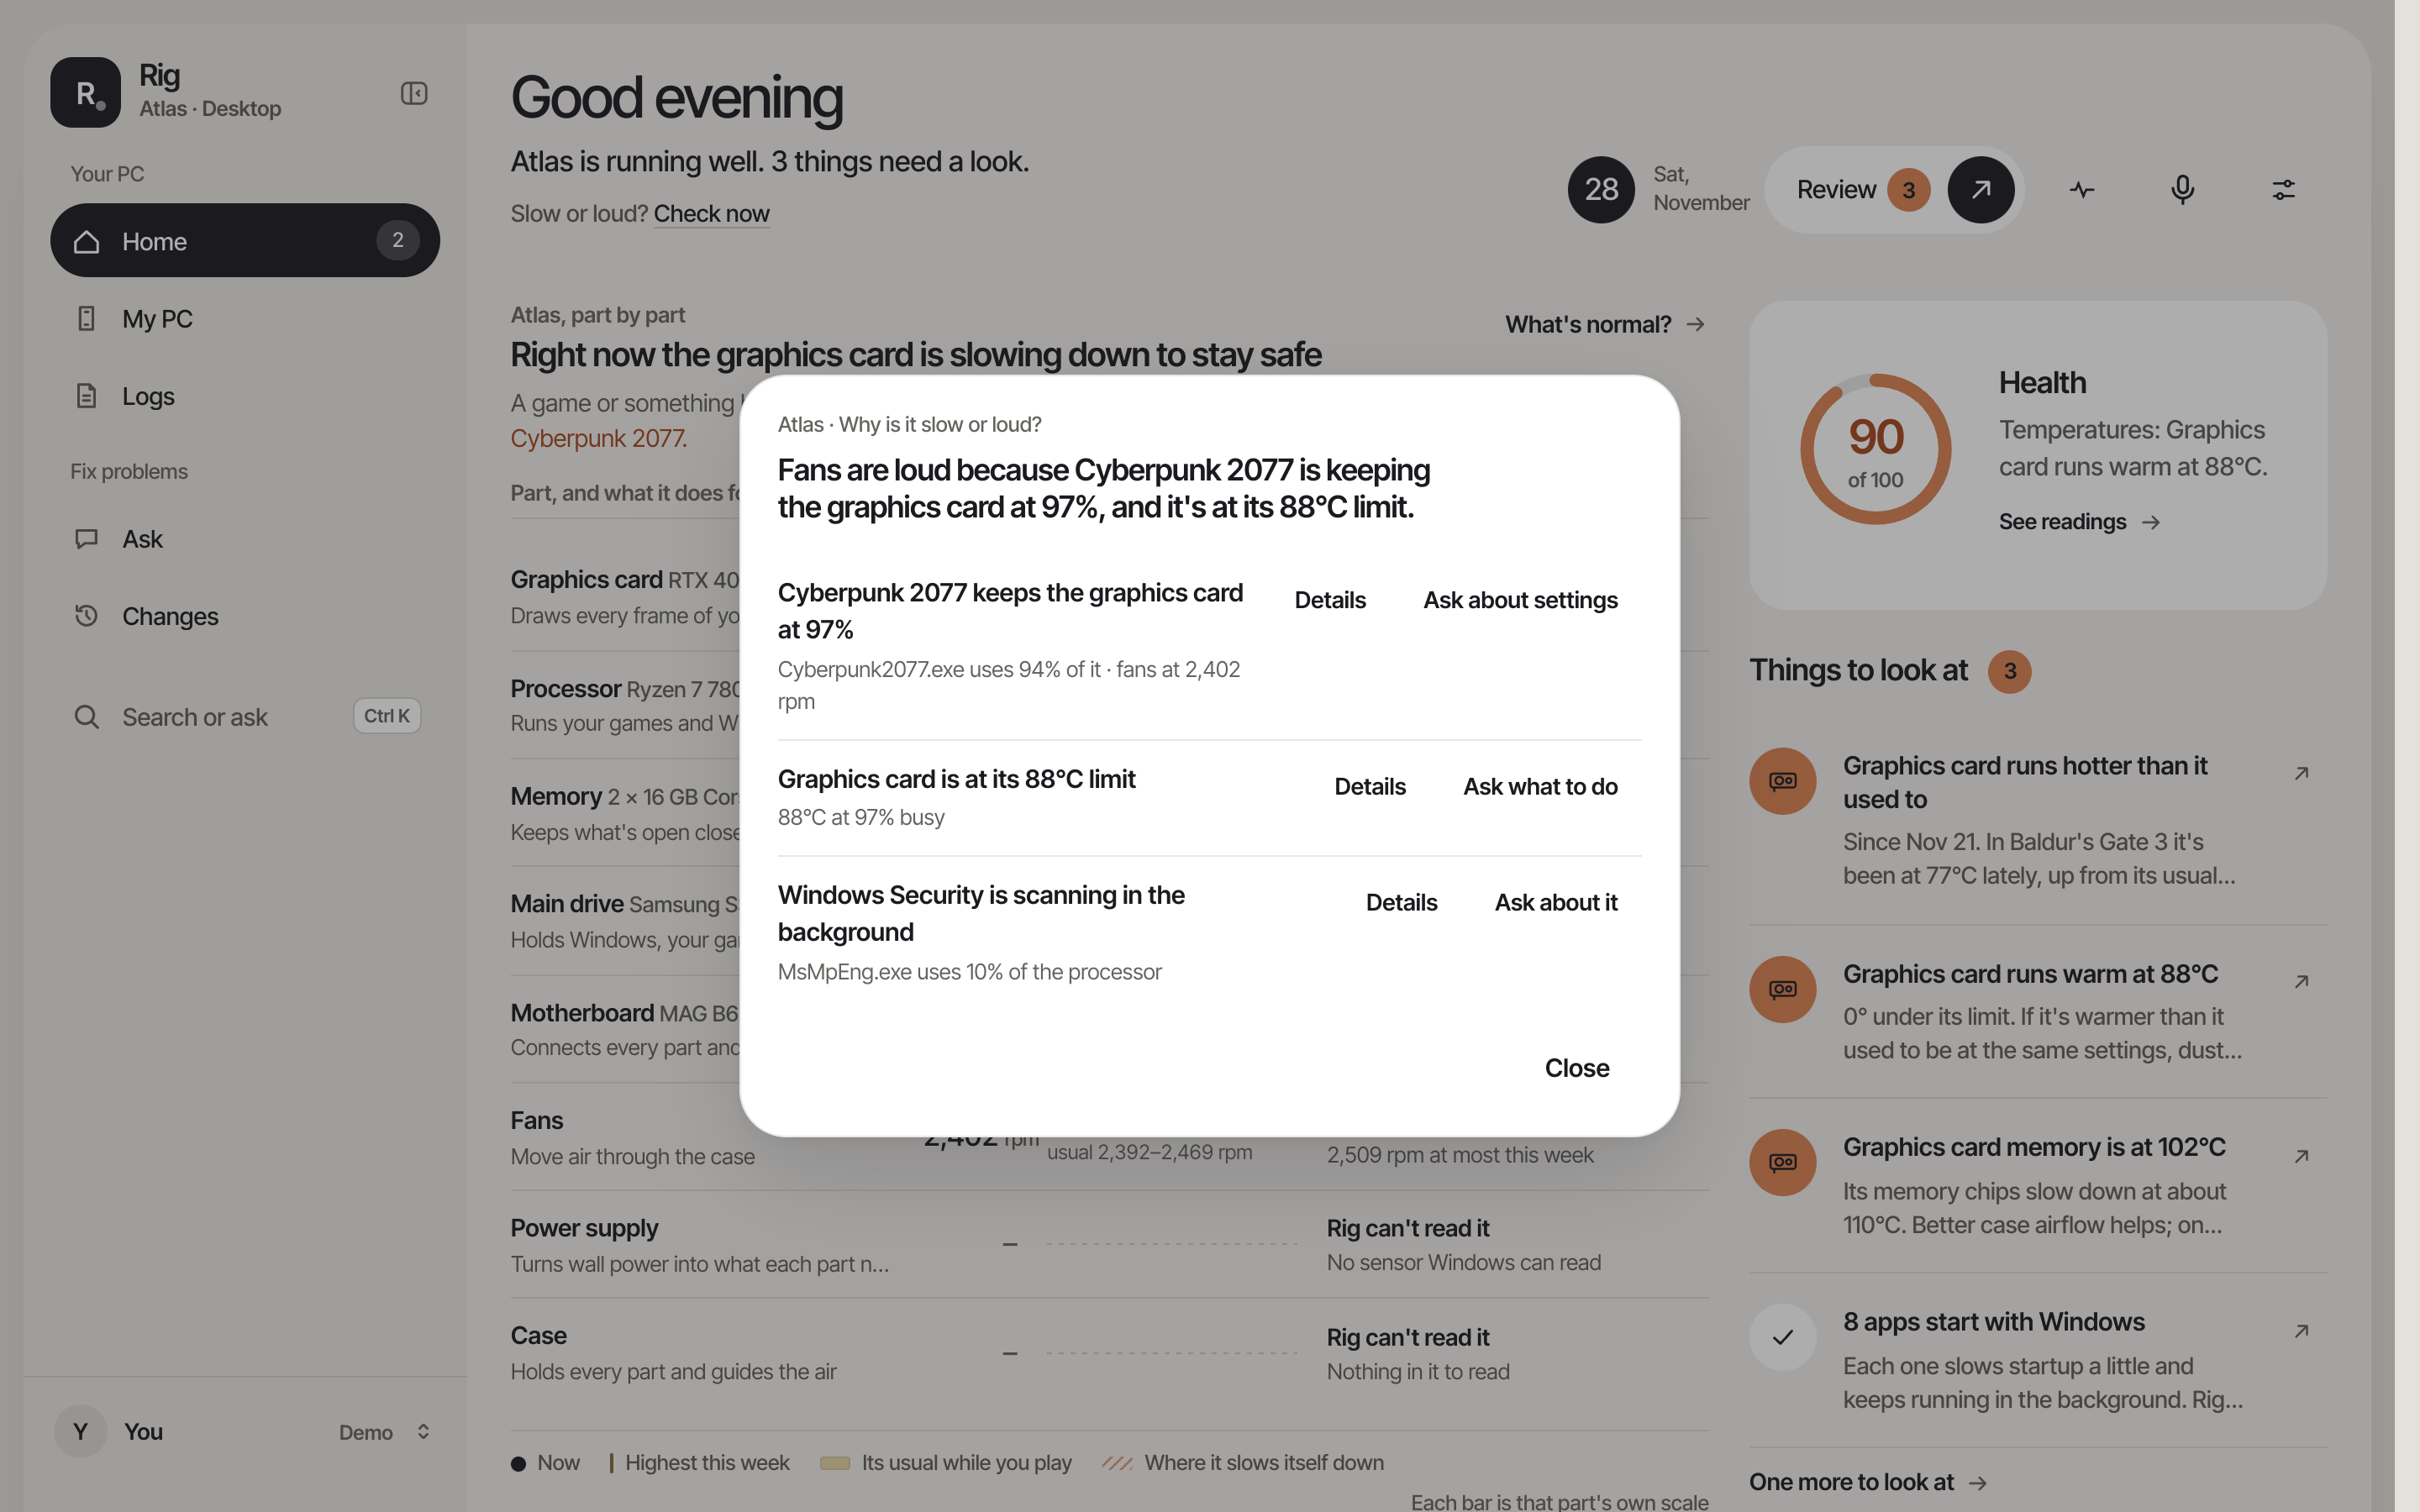 R.
Rig
Atlas · Desktop
Your PC
Home
2
My PC
Logs
Fix problems
Ask
Changes
Search or ask
Ctrl K
Y
You
Demo
Good evening
Atlas is running well. 3 things need a look.
Slow or loud? Check now
28
Sat,
November
Review
3
Atlas, part by part
What's normal?
Right now the graphics card is slowing down to stay safe
A game or something
Cyberpunk 2077.
Part, and what it does
Graphics card RTX
Draws every frame of
Processor Ryzen 7
Runs your games and
Memory 2 × 16 GB
Keeps what's open
Main drive Samsung
Holds Windows, your
Motherboard MAG
Connects every part
Fans
Move air through the case
2,402 rpm
usual 2,392–2,469 rpm
2,509 rpm at most this week
Power supply
Turns wall power into what each part n...
–
Rig can't read it
No sensor Windows can read
Case
Holds every part and guides the air
–
Rig can't read it
Nothing in it to read
Now
Highest this week
Its usual while you play
Where it slows itself down
Each bar is that part's own scale
Atlas · Why is it slow or loud?
Fans are loud because Cyberpunk 2077 is keeping
the graphics card at 97%, and it's at its 88°C limit.
Cyberpunk 2077 keeps the graphics card
at 97%
Cyberpunk2077.exe uses 94% of it · fans at 2,402
rpm
Details
Ask about settings
Graphics card is at its 88°C limit
88°C at 97% busy
Details
Ask what to do
Windows Security is scanning in the
background
MsMpEng.exe uses 10% of the processor
Details
Ask about it
Close
90
of 100
Health
Temperatures: Graphics
card runs warm at 88°C.
See readings
Things to look at
3
Graphics card runs hotter than it
used to
Since Nov 21. In Baldur's Gate 3 it's
been at 77°C lately, up from its usual...
Graphics card runs warm at 88°C
0° under its limit. If it's warmer than it
used to be at the same settings, dust...
Graphics card memory is at 102°C
Its memory chips slow down at about
110°C. Better case airflow helps; on...
8 apps start with Windows
Each one slows startup a little and
keeps running in the background. Rig...
One more to look at